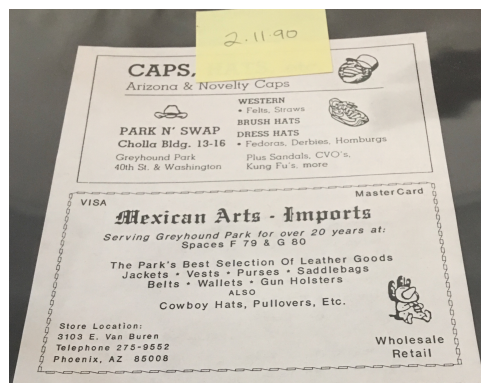 2.11.90
CAPS,
Arizona & Novelty Caps
WESTERN
• Felts, Straws
BRUSH HATS
DRESS HATS
• Fedoras, Derbies, Homburgs
Plus Sandals, CVO's,
Kung Fu's, more
PARK N' SWAP
Cholla Bldg. 13-16
Greyhound Park
40th St. & Washington
VISA
MasterCard
Mexican Arts - Imports
Serving Greyhound Park for over 20 years at:
Spaces F 79 & G 80
The Park's Best Selection Of Leather Goods
Jackets • Vests • Purses • Saddlebags
Belts • Wallets • Gun Holsters
ALSO
Cowboy Hats, Pullovers, Etc.
Store Location:
3103 E. Van Buren
Telephone 275-9552
Phoenix, AZ 85008
Wholesale
Retail